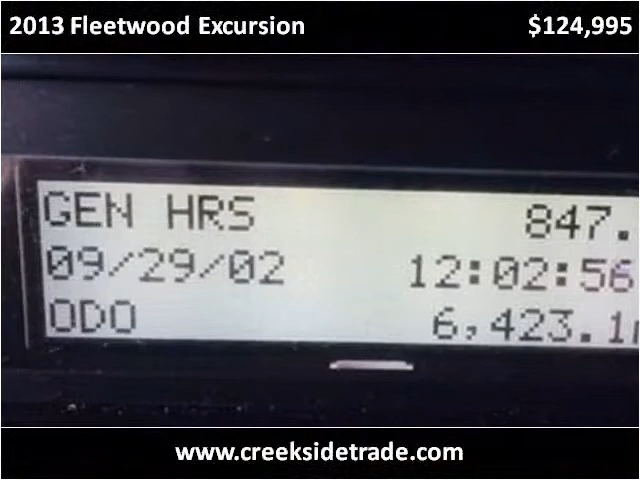 2013 Fleetwood Excursion $124,995
GEN HRS 847.
09/29/02 12:02:56
ODO 6,423.1
www.creeksidetrade.com